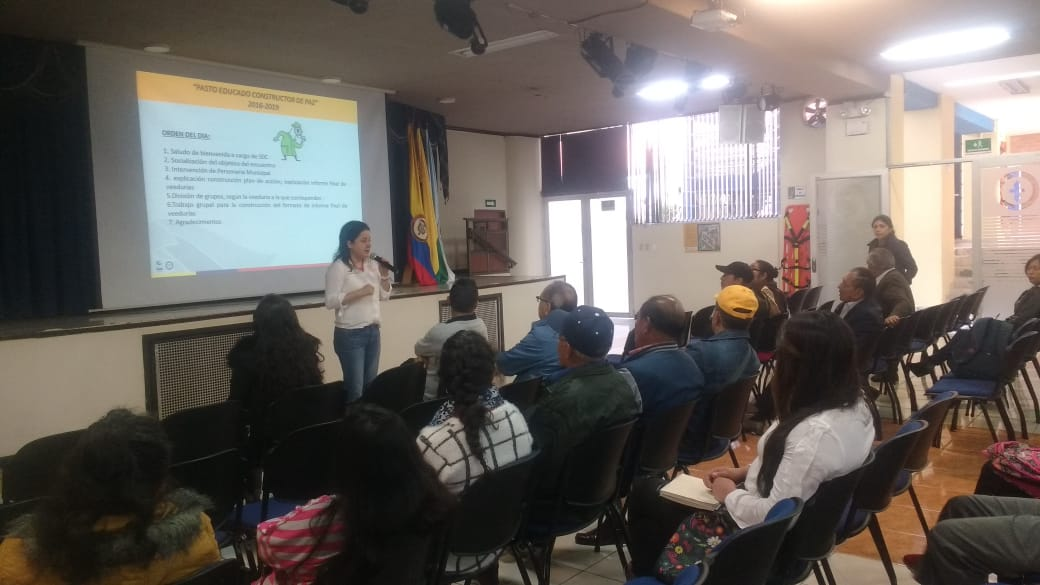 "PASTO EDUCADO CONSTRUCTOR DE PAZ"
2016-2019
ORDEN DEL DIA:
1. Saludo de bienvenida a cargo de SDC
2. Socialización del objetivo del encuentro
3. Intervención de Personería Municipal
4. explicación construcción plan de acción, explicación informe final de
veedurías
5.División de grupos, según la veeduría a la que corresponden
6.Trabajo grupal para la construcción del formato de informe final de
veedurías
7. Agradecimientos